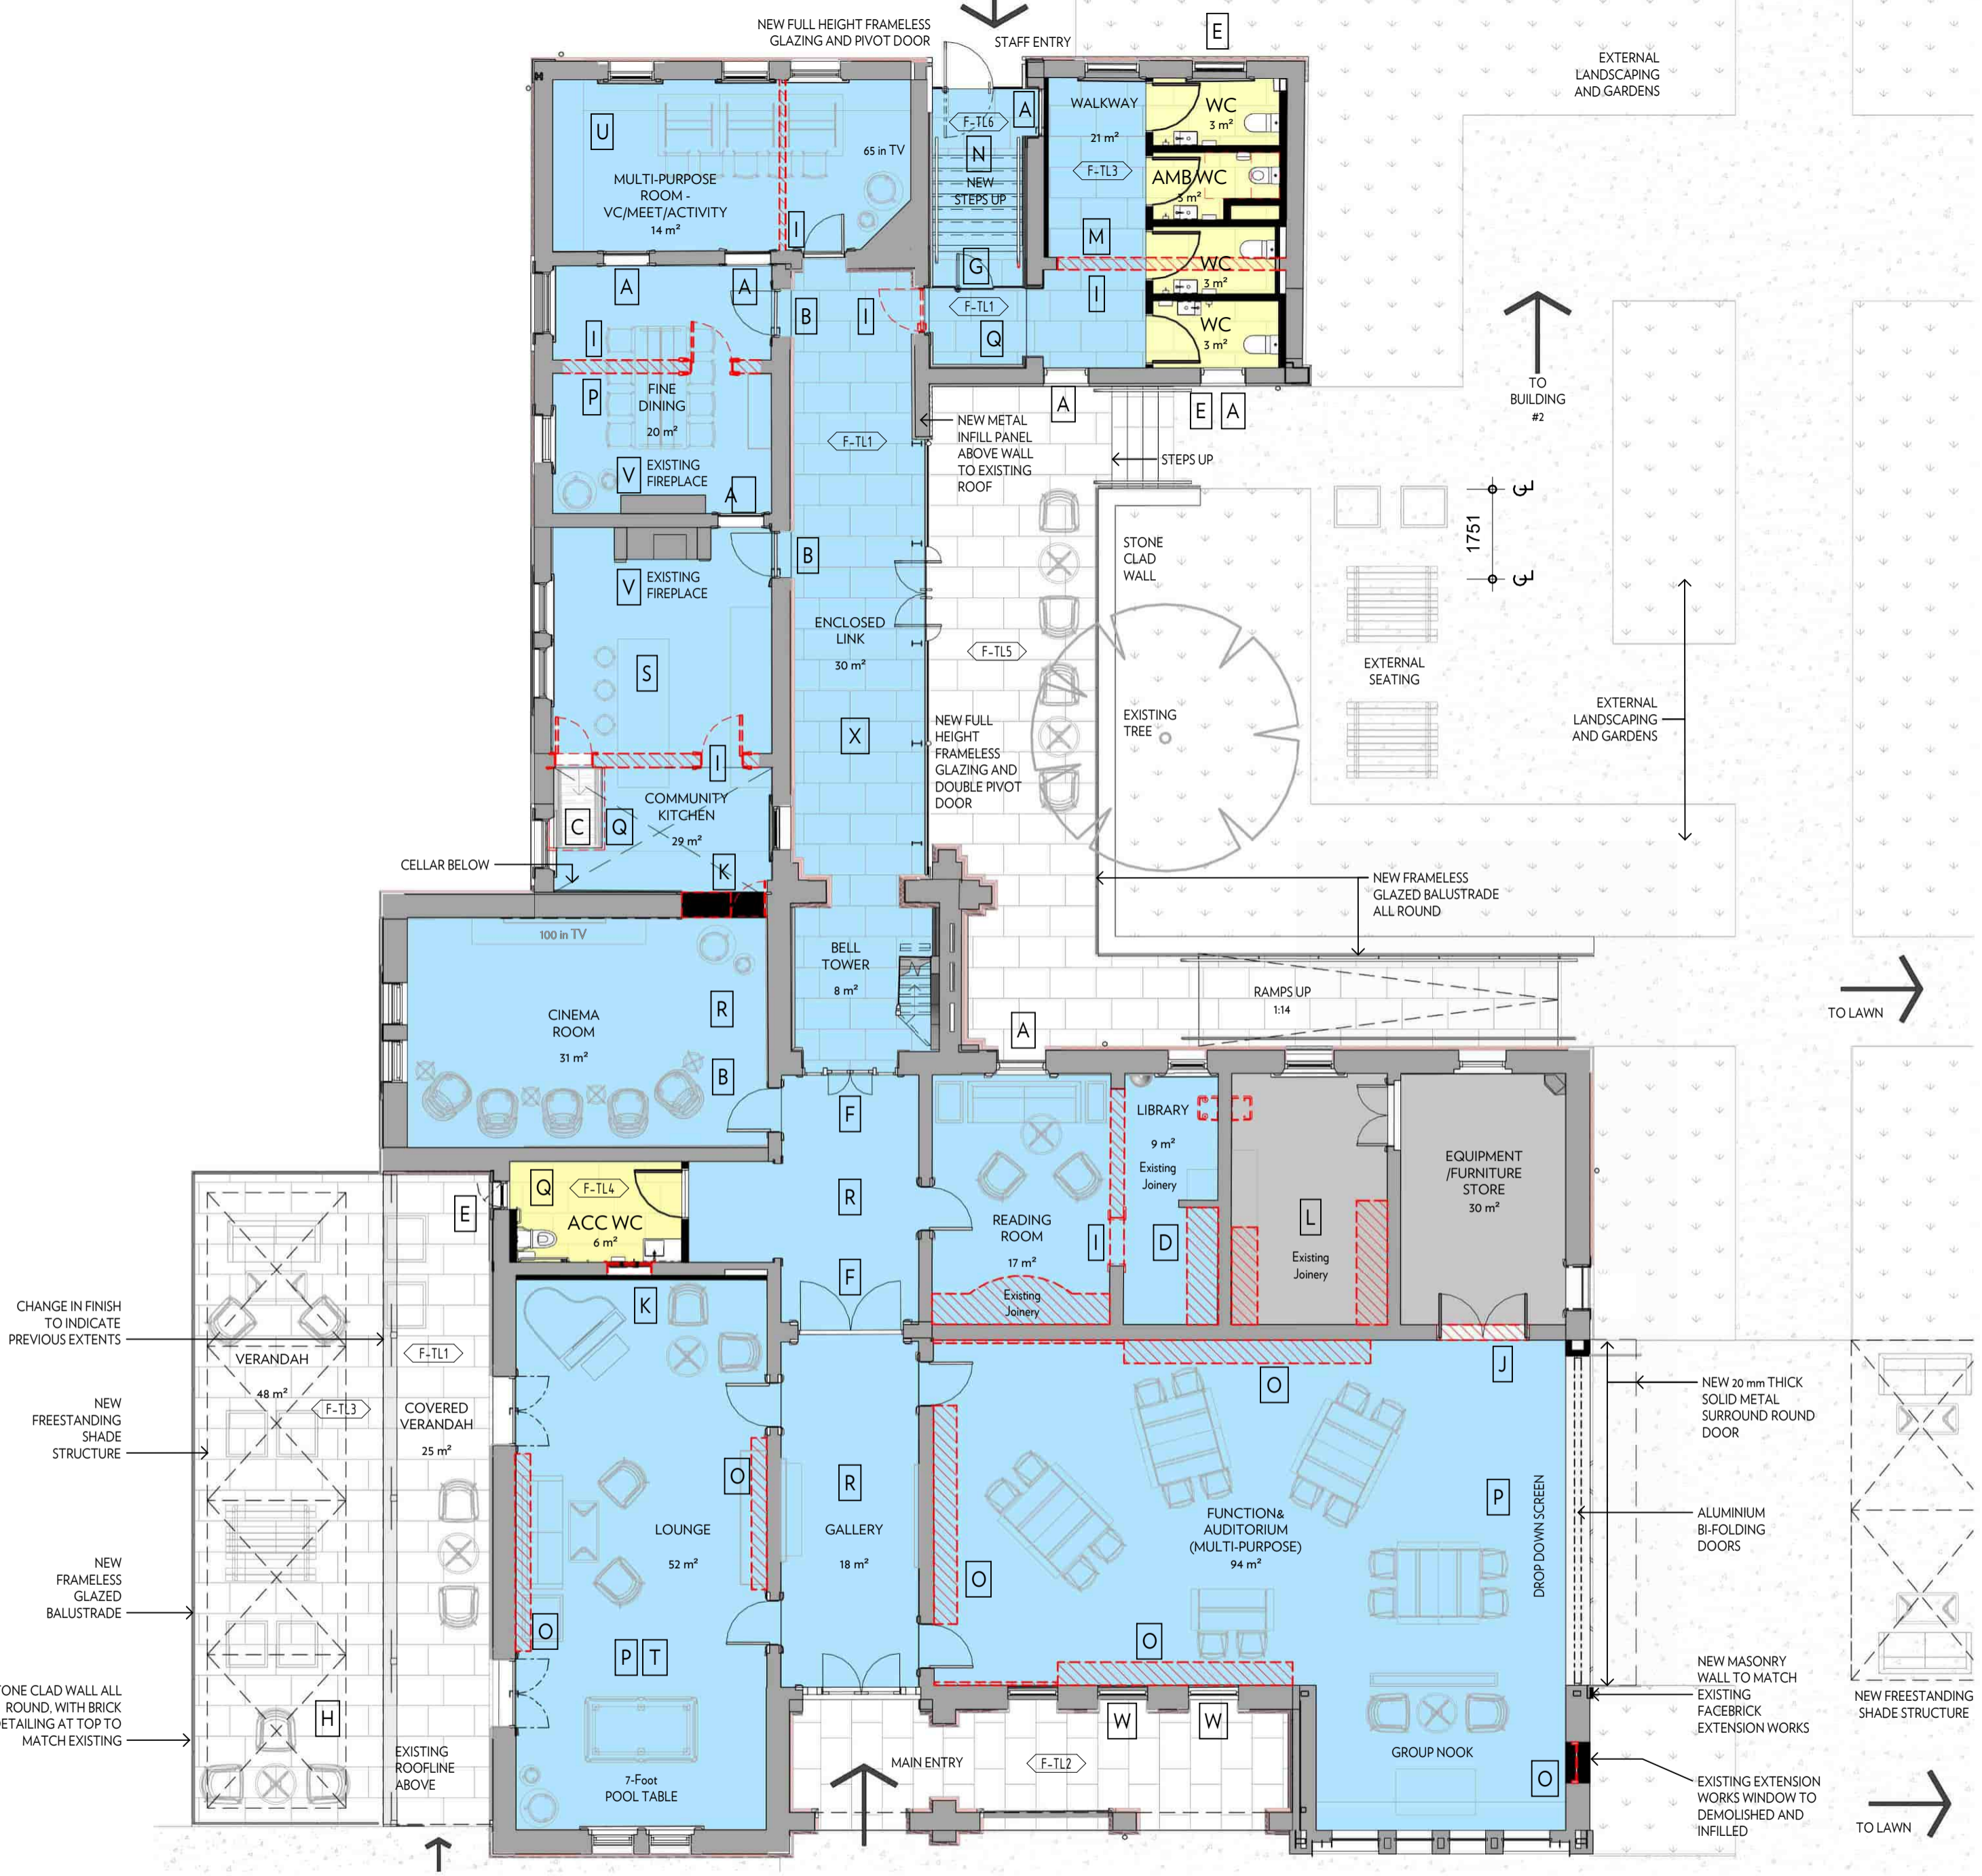 NEW FULL HEIGHT FRAMELESS
GLAZING AND PIVOT DOOR
STAFF ENTRY
E
EXTERNAL
LANDSCAPING
AND GARDENS
U
MULTI-PURPOSE
ROOM -
VC/MEET/ACTIVITY
14 m²
65 in TV
I
A
F-TL6
N
NEW
STEPS UP
G
WALKWAY
21 m²
F-TL3
M
I
WC
3 m²
AMB WC
3 m²
WC
3 m²
WC
3 m²
A
A
B
I
F-TL1
Q
I
P
FINE
DINING
20 m²
V
EXISTING
FIREPLACE
A
F-TL1
NEW METAL
INFILL PANEL
ABOVE WALL
TO EXISTING
ROOF
A
E
A
STEPS UP
TO
BUILDING
#2
1751
CL
CL
V
EXISTING
FIREPLACE
B
S
ENCLOSED
LINK
30 m²
X
F-TL5
STONE
CLAD
WALL
EXISTING
TREE
EXTERNAL
SEATING
EXTERNAL
LANDSCAPING
AND GARDENS
NEW FULL
HEIGHT
FRAMELESS
GLAZING AND
DOUBLE PIVOT
DOOR
I
COMMUNITY
KITCHEN
29 m²
C
Q
K
CELLAR BELOW
NEW FRAMELESS
GLAZED BALUSTRADE
ALL ROUND
100 in TV
CINEMA
ROOM
31 m²
R
B
BELL
TOWER
8 m²
RAMPS UP
1:14
TO LAWN
A
F
R
F
LIBRARY
9 m²
Existing
Joinery
D
READING
ROOM
17 m²
I
Existing
Joinery
L
Existing
Joinery
EQUIPMENT
/FURNITURE
STORE
30 m²
E
Q
F-TL4
ACC WC
6 m²
K
CHANGE IN FINISH
TO INDICATE
PREVIOUS EXTENTS
VERANDAH
48 m²
F-TL3
F-TL1
COVERED
VERANDAH
25 m²
NEW
FREESTANDING
SHADE
STRUCTURE
NEW
FRAMELESS
GLAZED
BALUSTRADE
TONE CLAD WALL ALL
ROUND, WITH BRICK
DETAILING AT TOP TO
MATCH EXISTING
H
EXISTING
ROOFLINE
ABOVE
O
LOUNGE
52 m²
O
P
T
7-Foot
POOL TABLE
R
GALLERY
18 m²
O
J
O
O
FUNCTION&
AUDITORIUM
(MULTI-PURPOSE)
94 m²
P
DROP DOWN SCREEN
GROUP NOOK
O
W
W
MAIN ENTRY
F-TL2
NEW 20 mm THICK
SOLID METAL
SURROUND ROUND
DOOR
ALUMINIUM
BI-FOLDING
DOORS
NEW MASONRY
WALL TO MATCH
EXISTING
FACEBRICK
EXTENSION WORKS
NEW FREESTANDING
SHADE STRUCTURE
EXISTING EXTENSION
WORKS WINDOW TO
DEMOLISHED AND
INFILLED
TO LAWN